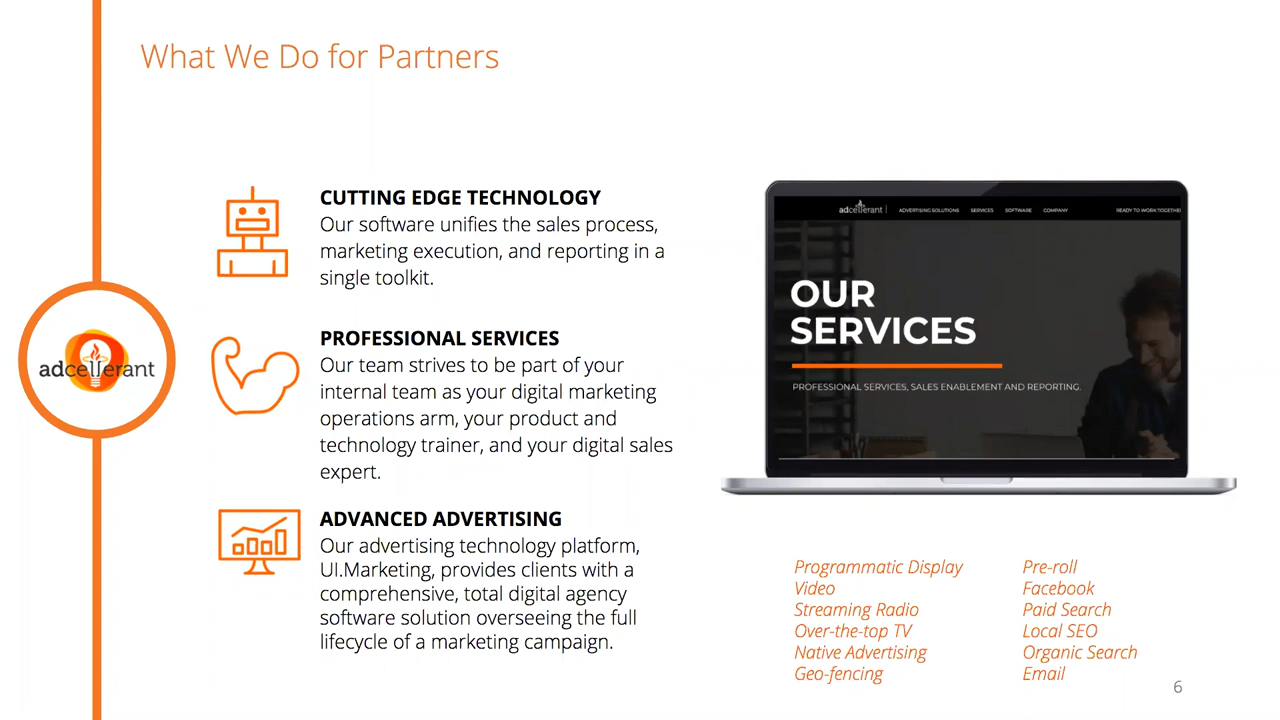 What We Do for Partners
CUTTING EDGE TECHNOLOGY
Our software unifies the sales process,
marketing execution, and reporting in a
single toolkit.
PROFESSIONAL SERVICES
Our team strives to be part of your
internal team as your digital marketing
operations arm, your product and
technology trainer, and your digital sales
expert.
ADVANCED ADVERTISING
Our advertising technology platform,
UI.Marketing, provides clients with a
comprehensive, total digital agency
software solution overseeing the full
lifecycle of a marketing campaign.
adcellerant
adcellerant ADVERTISING SOLUTIONS SERVICES SOFTWARE COMPANY READY TO WORK TOGETHER
OUR
SERVICES
PROFESSIONAL SERVICES, SALES ENABLEMENT AND REPORTING.
Programmatic Display
Video
Streaming Radio
Over-the-top TV
Native Advertising
Geo-fencing
Pre-roll
Facebook
Paid Search
Local SEO
Organic Search
Email
6